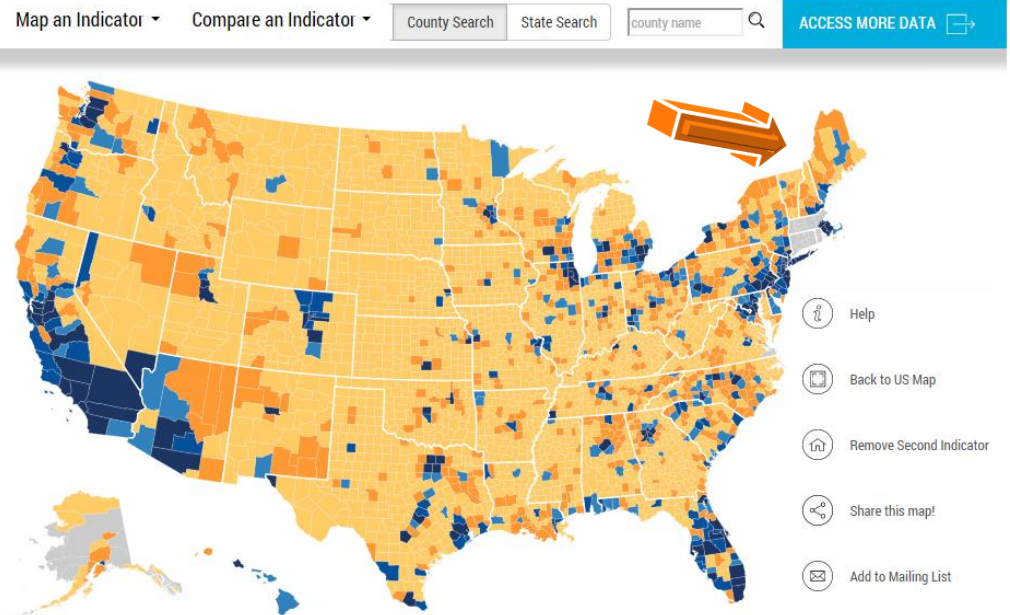 Map an Indicator
Compare an Indicator
County Search
State Search
county name
ACCESS MORE DATA
Help
Back to US Map
Remove Second Indicator
Share this map!
Add to Mailing List